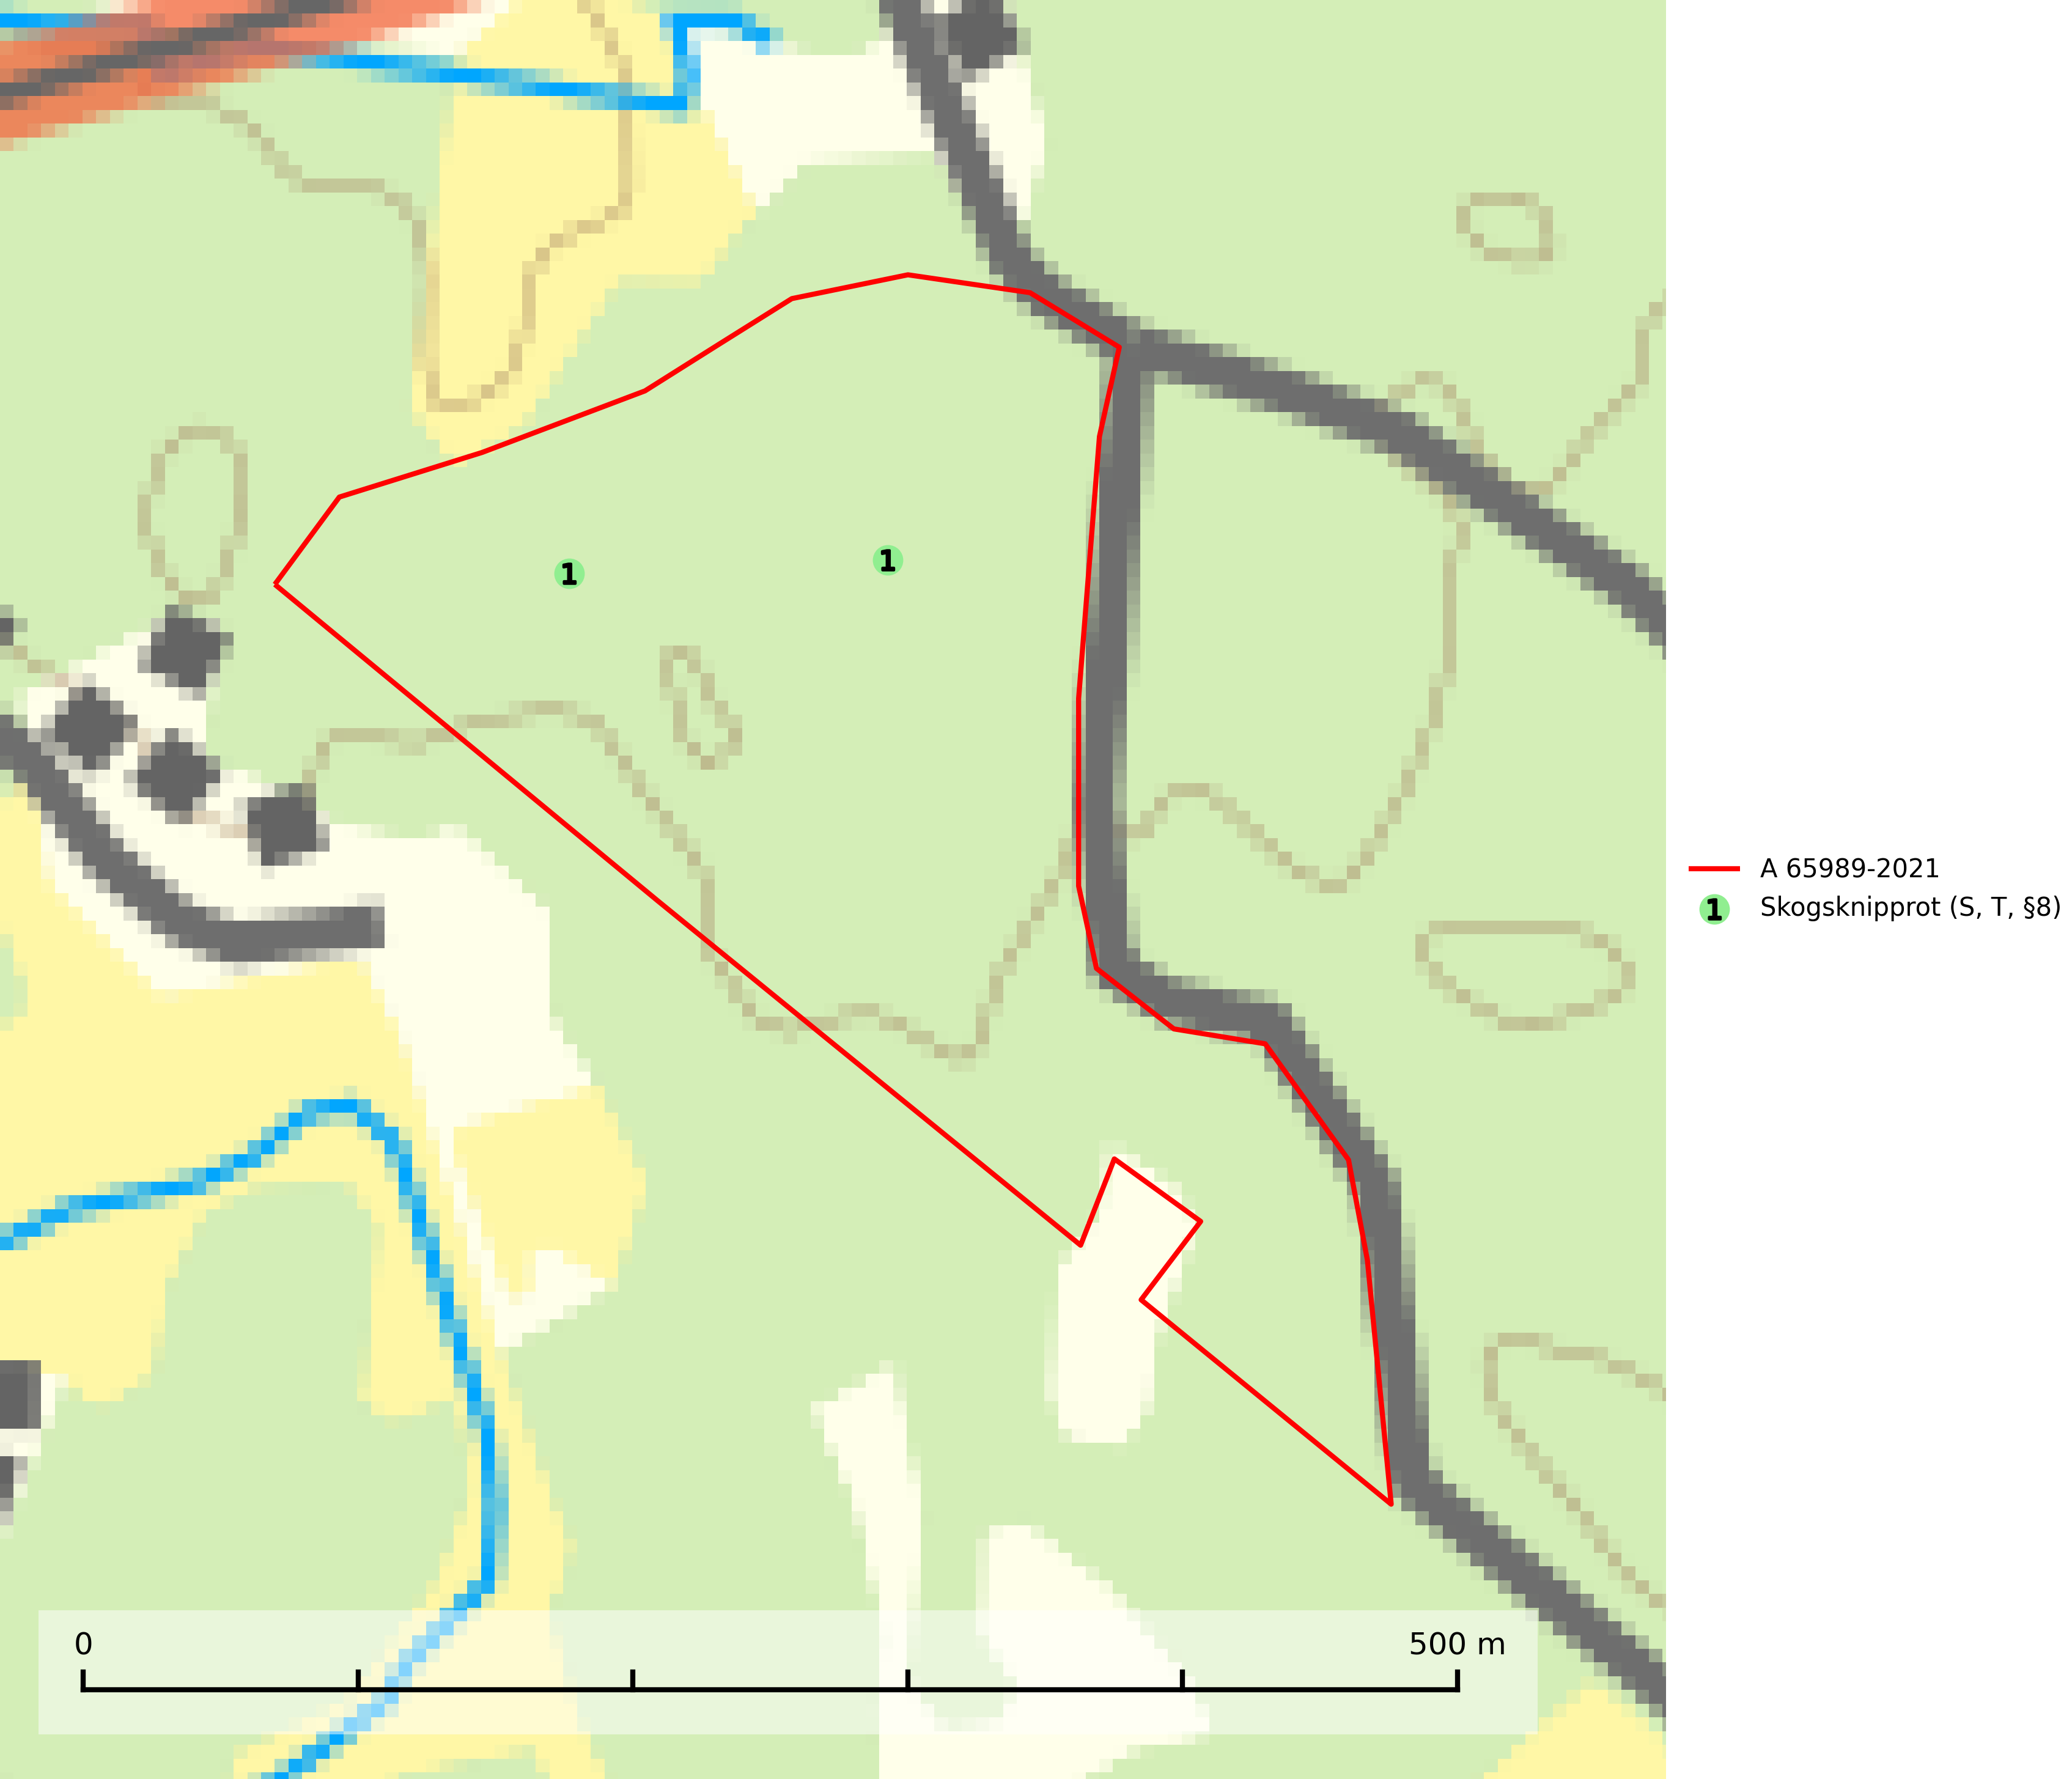 1
1
A 65989-2021
1 Skogsknipprot (S, T, §8)
0 500 m